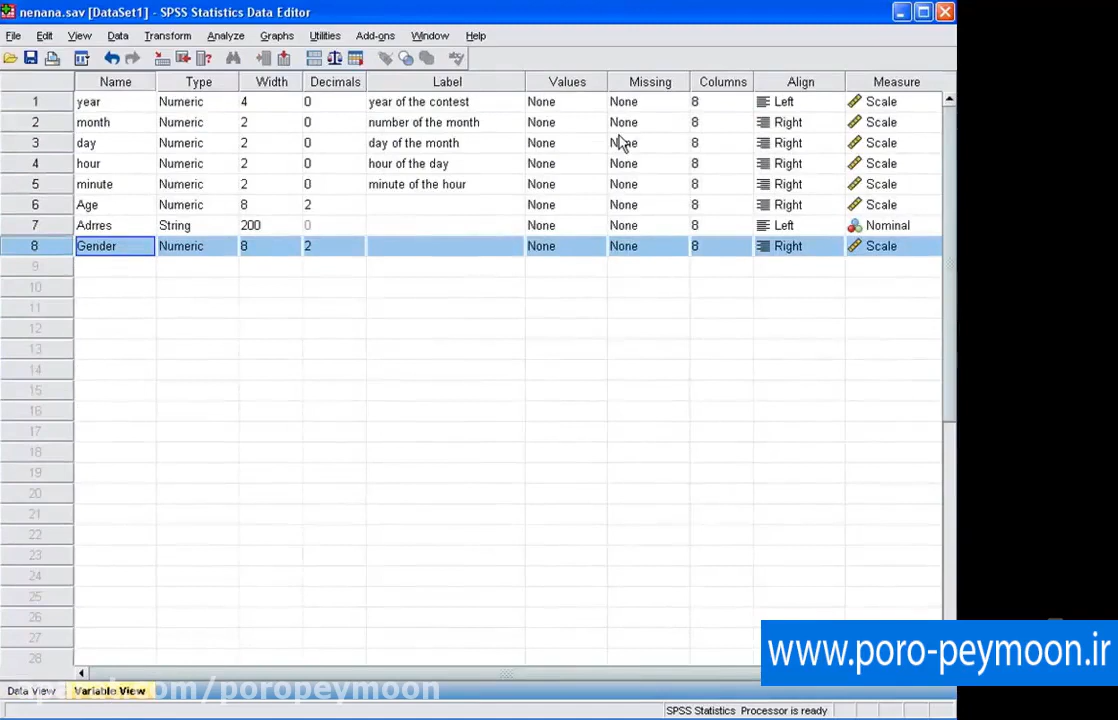 nenana.sav [DataSet1] - SPSS Statistics Data Editor
File Edit View Data Transform Analyze Graphs Utilities Add-ons Window Help
Name Type Width Decimals Label Values Missing Columns Align Measure
1 year Numeric 4 0 year of the contest None None 8 Left Scale
2 month Numeric 2 0 number of the month None None 8 Right Scale
3 day Numeric 2 0 day of the month None None 8 Right Scale
4 hour Numeric 2 0 hour of the day None None 8 Right Scale
5 minute Numeric 2 0 minute of the hour None None 8 Right Scale
6 Age Numeric 8 2 None None 8 Right Scale
7 Adrres String 200 0 None None 8 Left Nominal
8 Gender Numeric 8 2 None None 8 Right Scale
9
10
11
12
13
14
15
16
17
18
19
20
21
22
23
24
25
26
27
28
www.poro-peymoon.ir
Data View Variable View
.com/poropeymoon
SPSS Statistics Processor is ready